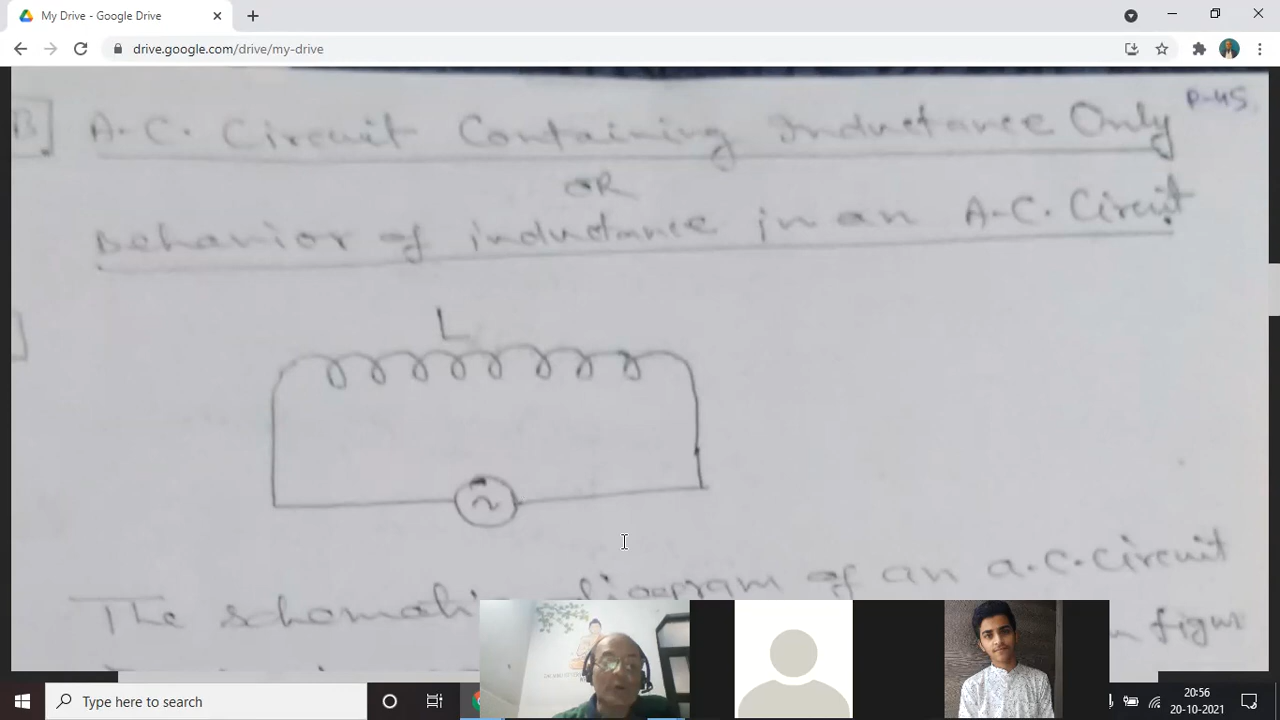 My Drive - Google Drive
drive.google.com/drive/my-drive
P-45
B] A.C. Circuit Containing Inductance Only
OR
Behavior of inductance in an A.C. Circuit
L
~
The schematic diagram of an a.c. circuit
figur
Type here to search
20:56
20-10-2021